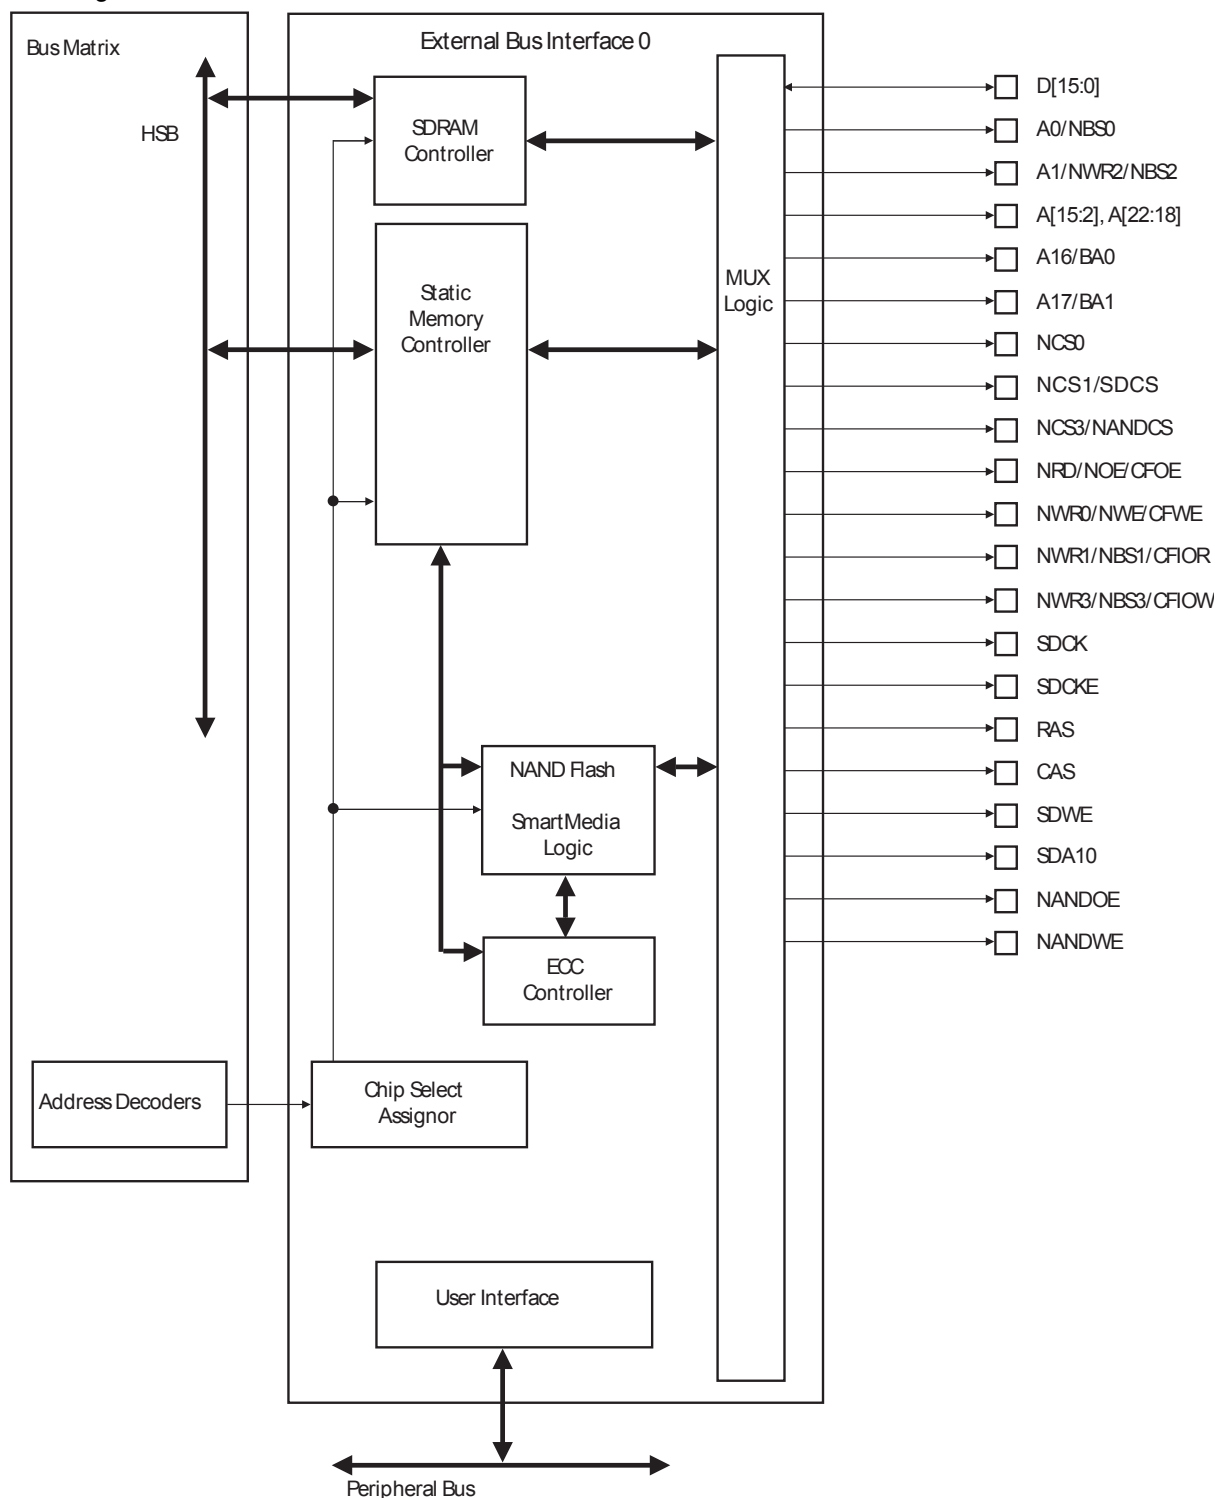 Bus Matrix
External Bus Interface 0
HSB
SDRAM
Controller
Static
Memory
Controller
MUX
Logic
NAND Flash
SmartMedia
Logic
ECC
Controller
Address Decoders
Chip Select
Assignor
User Interface
Peripheral Bus
D[15:0]
A0/NBS0
A1/NWR2/NBS2
A[15:2], A[22:18]
A16/BA0
A17/BA1
NCS0
NCS1/SDCS
NCS3/NANDCS
NRD/NOE/CFOE
NWR0/NWE/CFWE
NWR1/NBS1/CFIOR
NWR3/NBS3/CFIOW
SDCK
SDCKE
RAS
CAS
SDWE
SDA10
NANDOE
NANDWE